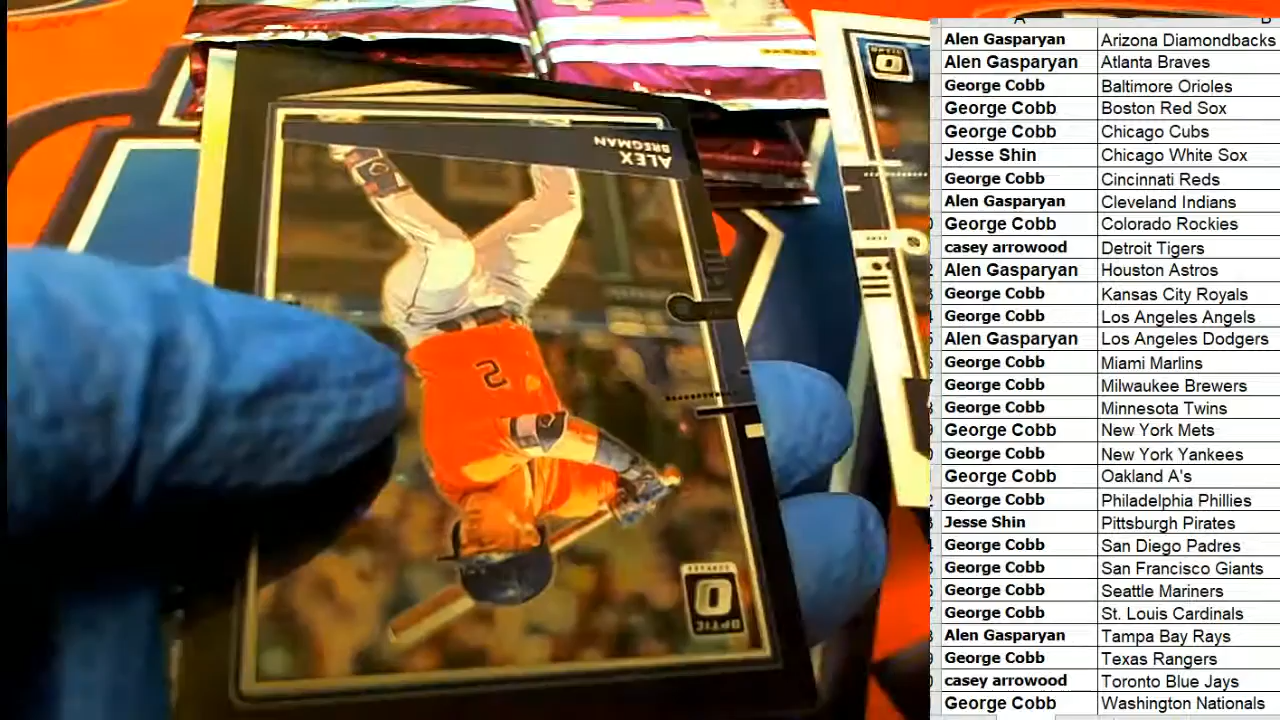 A B
Alen Gasparyan Arizona Diamondbacks
Alen Gasparyan Atlanta Braves
George Cobb Baltimore Orioles
George Cobb Boston Red Sox
George Cobb Chicago Cubs
Jesse Shin Chicago White Sox
George Cobb Cincinnati Reds
Alen Gasparyan Cleveland Indians
George Cobb Colorado Rockies
casey arrowood Detroit Tigers
Alen Gasparyan Houston Astros
George Cobb Kansas City Royals
George Cobb Los Angeles Angels
Alen Gasparyan Los Angeles Dodgers
George Cobb Miami Marlins
George Cobb Milwaukee Brewers
George Cobb Minnesota Twins
George Cobb New York Mets
George Cobb New York Yankees
George Cobb Oakland A's
George Cobb Philadelphia Phillies
Jesse Shin Pittsburgh Pirates
George Cobb San Diego Padres
George Cobb San Francisco Giants
George Cobb Seattle Mariners
George Cobb St. Louis Cardinals
Alen Gasparyan Tampa Bay Rays
George Cobb Texas Rangers
casey arrowood Toronto Blue Jays
George Cobb Washington Nationals
ALEX
BREGMAN
2
OPTIC
OPTIC